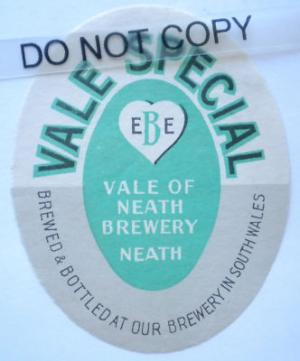 DO NOT COPY
VALE SPECIAL
EBE
VALE OF
NEATH
BREWERY
NEATH
BREWED & BOTTLED AT OUR BREWERY IN SOUTH WALES